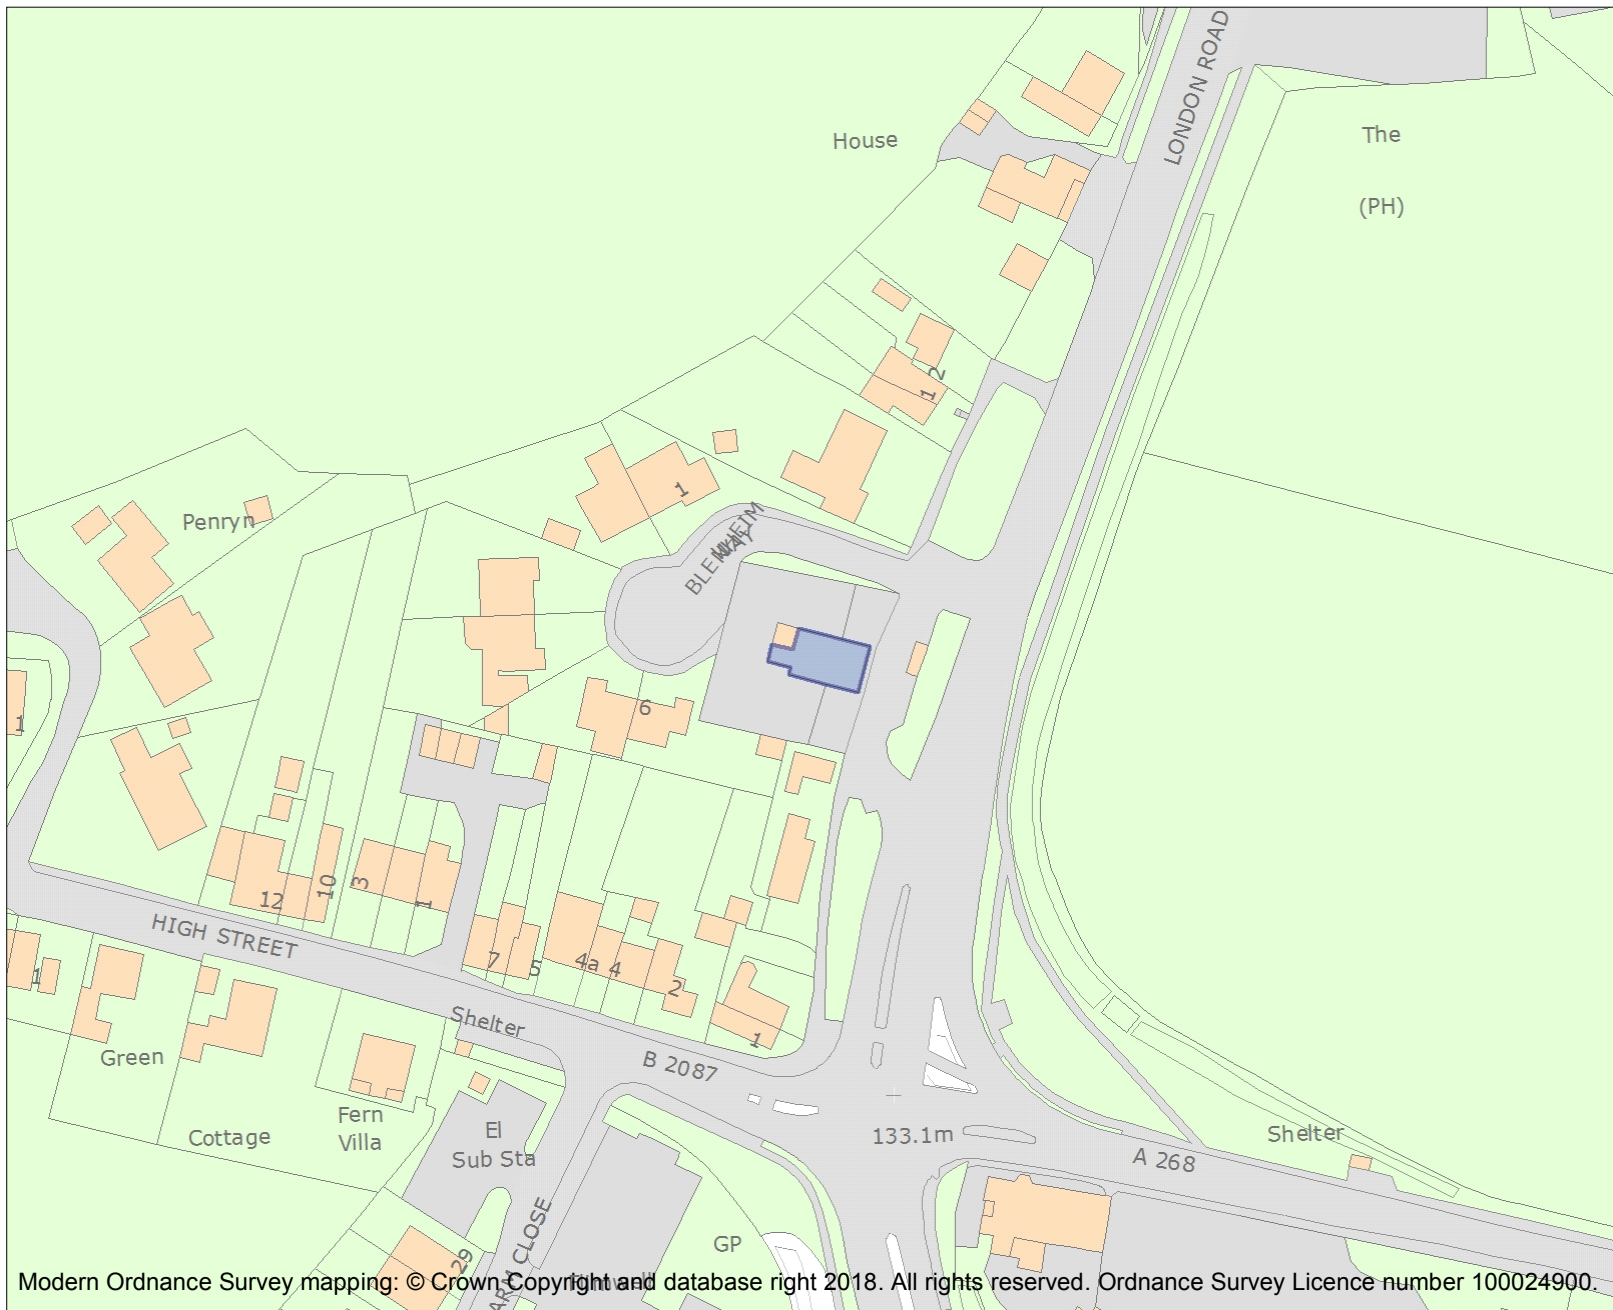 LONDON ROAD
House
The
(PH)
2
1
1
Penryn
BLENHEIM
WAY
6
1
12
10
3
1
HIGH STREET
7
5
4a
4
2
1
1
Shelter
B 2087
Green
Fern
Villa
Cottage
El
Sub Sta
133.1m
A 268
Shelter
GP
29
ARM CLOSE
Modern Ordnance Survey mapping: © Crown Copyright and database right 2018. All rights reserved. Ordnance Survey Licence number 100024900.